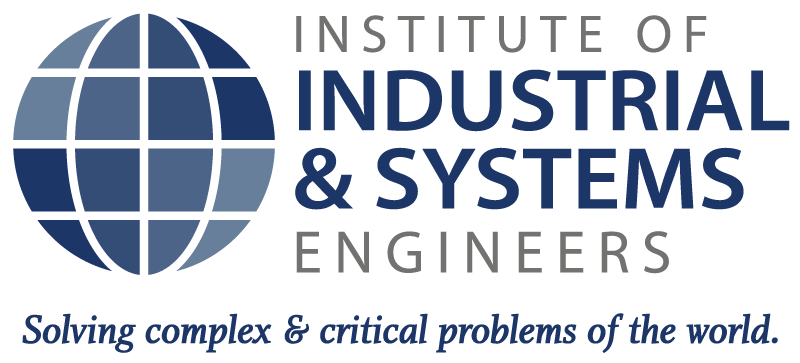 INSTITUTE OF
INDUSTRIAL
& SYSTEMS
ENGINEERS
Solving complex & critical problems of the world.